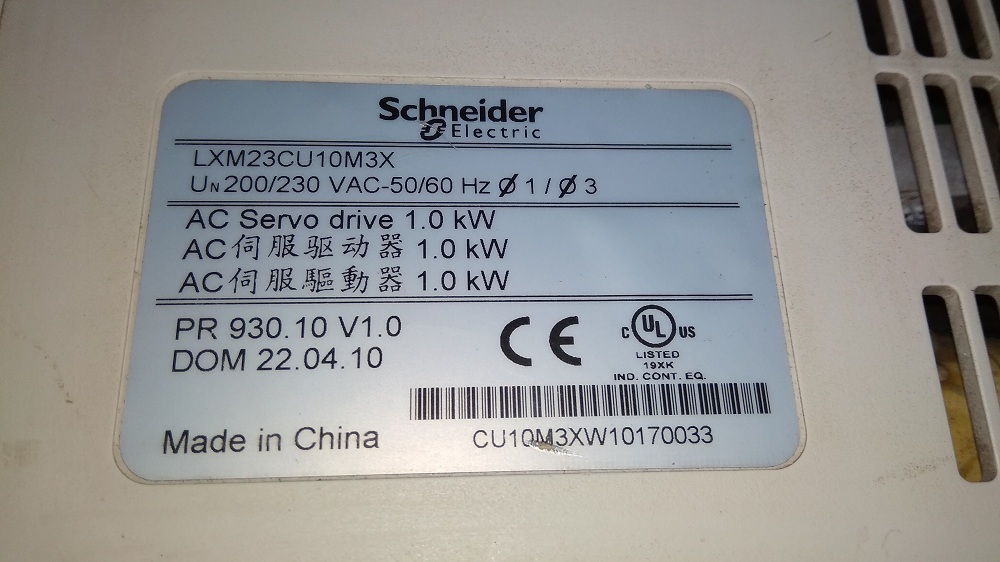 Schneider
Electric
LXM23CU10M3X
UN 200/230 VAC-50/60 Hz Ø 1 / Ø 3
AC Servo drive 1.0 kW
AC伺服驱动器 1.0 kW
AC伺服驅動器 1.0 kW
PR 930.10 V1.0
DOM 22.04.10
CE
C UL US
LISTED
19XK
IND. CONT. EQ.
Made in China
CU10M3XW10170033